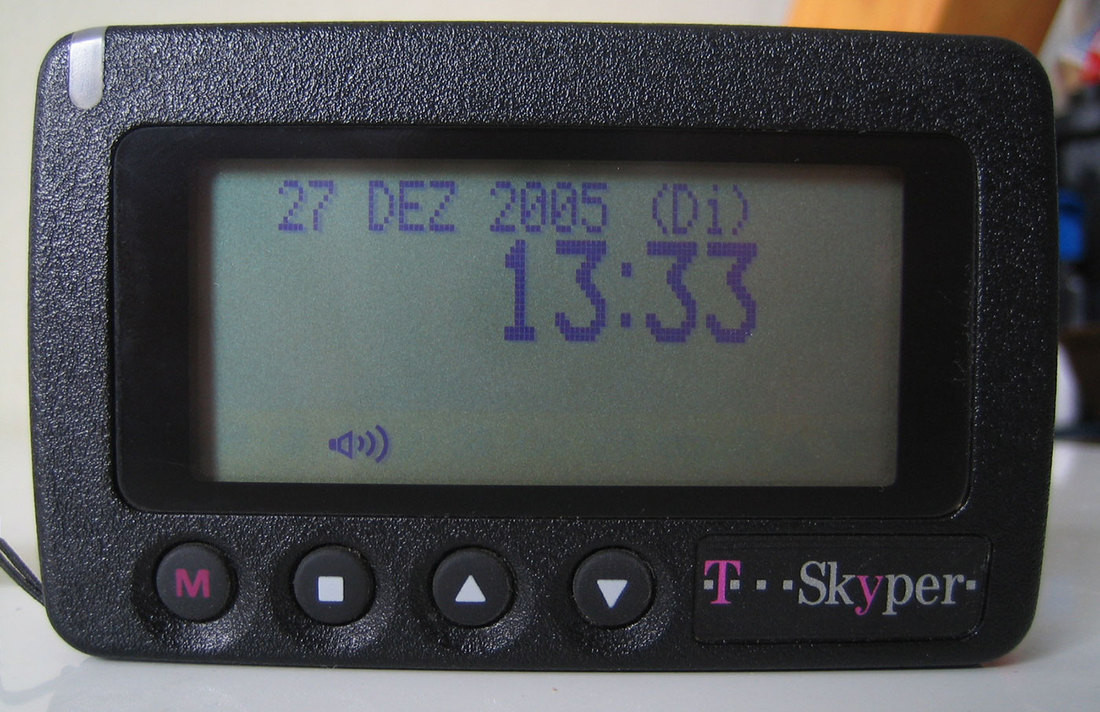 27 DEZ 2005 (Di)
13:33
M
T···Skyper·